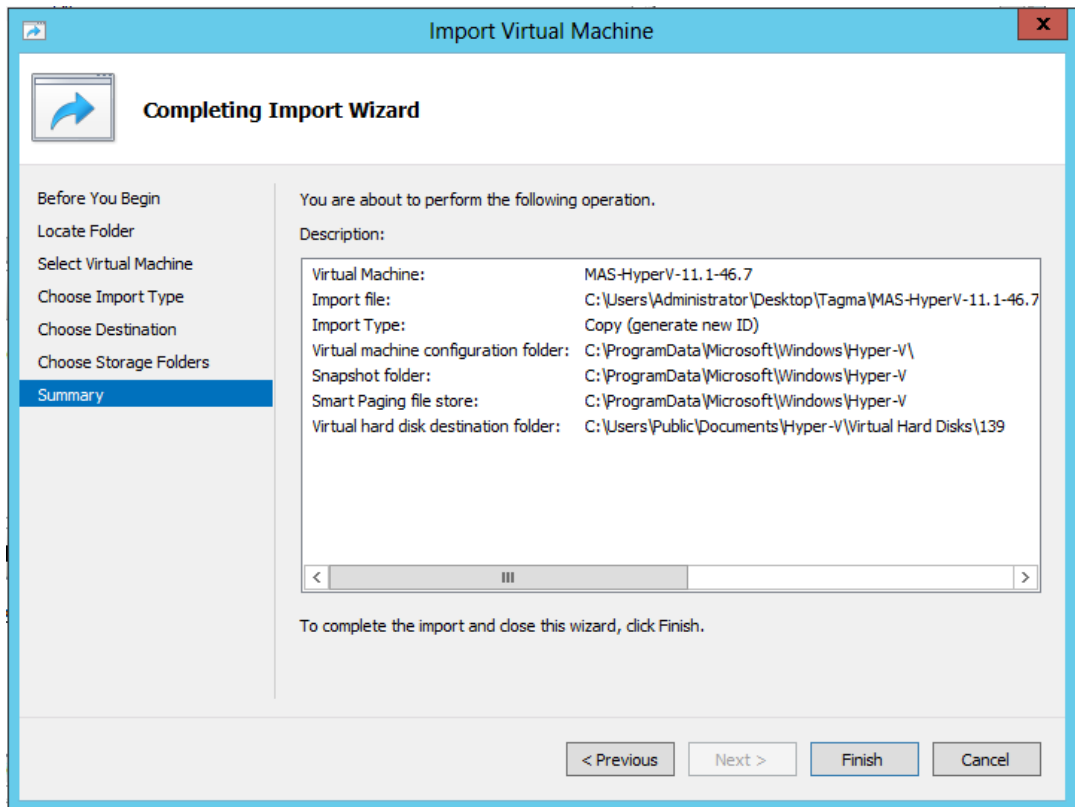 Import Virtual Machine
x
Completing Import Wizard
Before You Begin
Locate Folder
Select Virtual Machine
Choose Import Type
Choose Destination
Choose Storage Folders
Summary
You are about to perform the following operation.
Description:
Virtual Machine: MAS-HyperV-11.1-46.7
Import file: C:\Users\Administrator\Desktop\Tagma\MAS-HyperV-11.1-46.7
Import Type: Copy (generate new ID)
Virtual machine configuration folder: C:\ProgramData\Microsoft\Windows\Hyper-V\
Snapshot folder: C:\ProgramData\Microsoft\Windows\Hyper-V
Smart Paging file store: C:\ProgramData\Microsoft\Windows\Hyper-V
Virtual hard disk destination folder: C:\Users\Public\Documents\Hyper-V\Virtual Hard Disks\139
To complete the import and close this wizard, click Finish.
< Previous Next > Finish Cancel